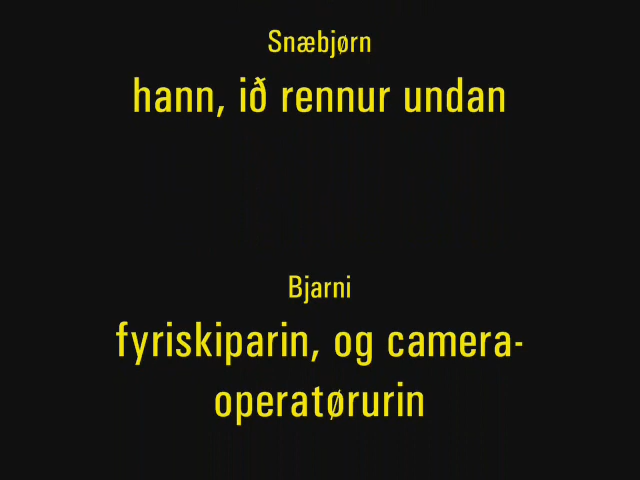 Snæbjørn
hann, ið rennur undan
Bjarni
fyriskiparin, og camera-
operatørurin